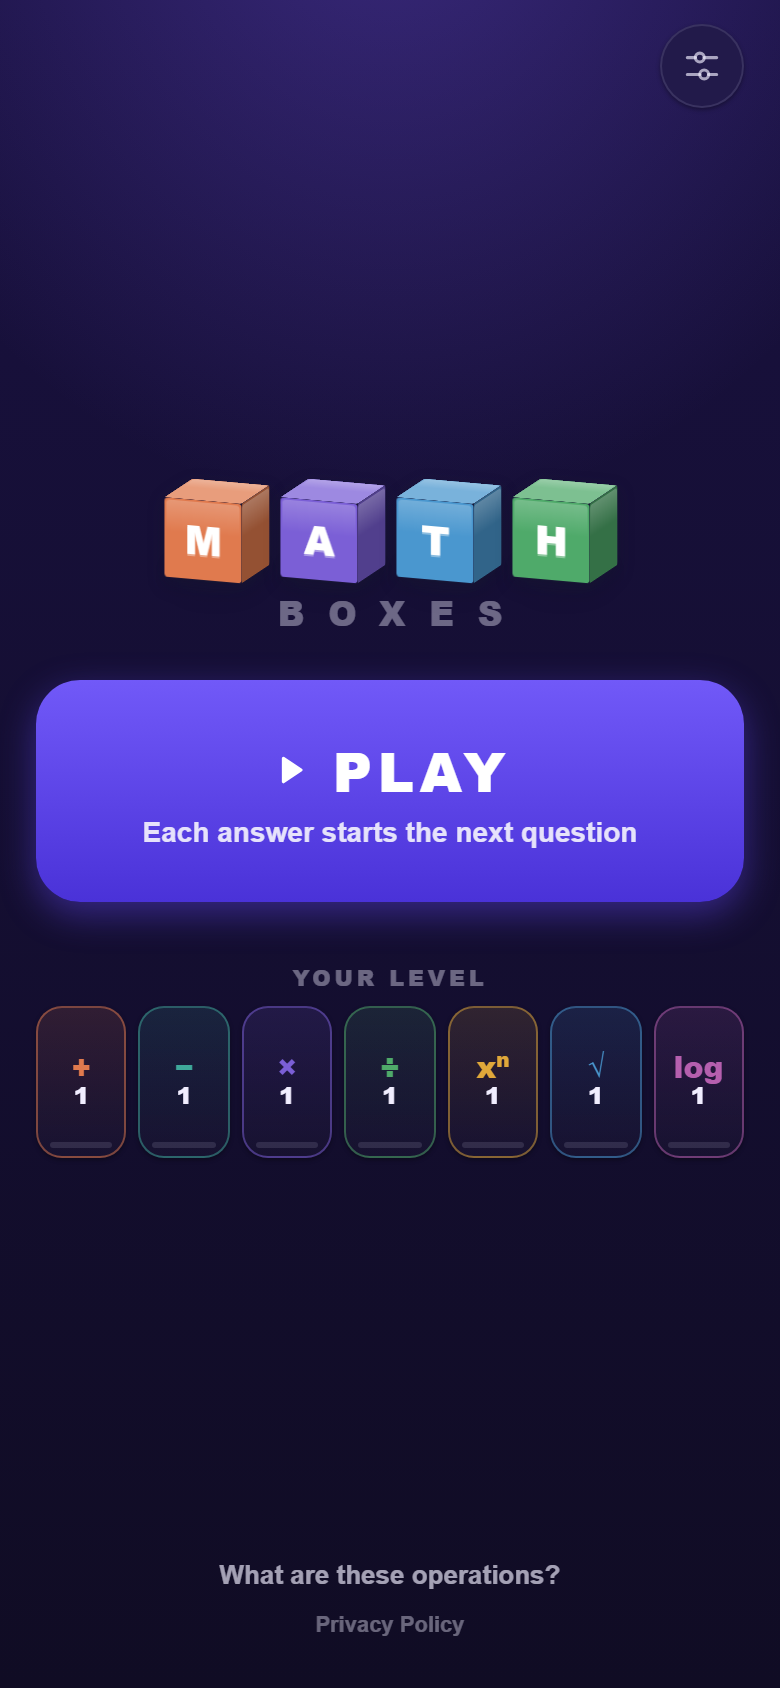 M A T H
BOXES
PLAY
Each answer starts the next question
YOUR LEVEL
+ − × ÷ xⁿ √ log
1 1 1 1 1 1 1
What are these operations?
Privacy Policy